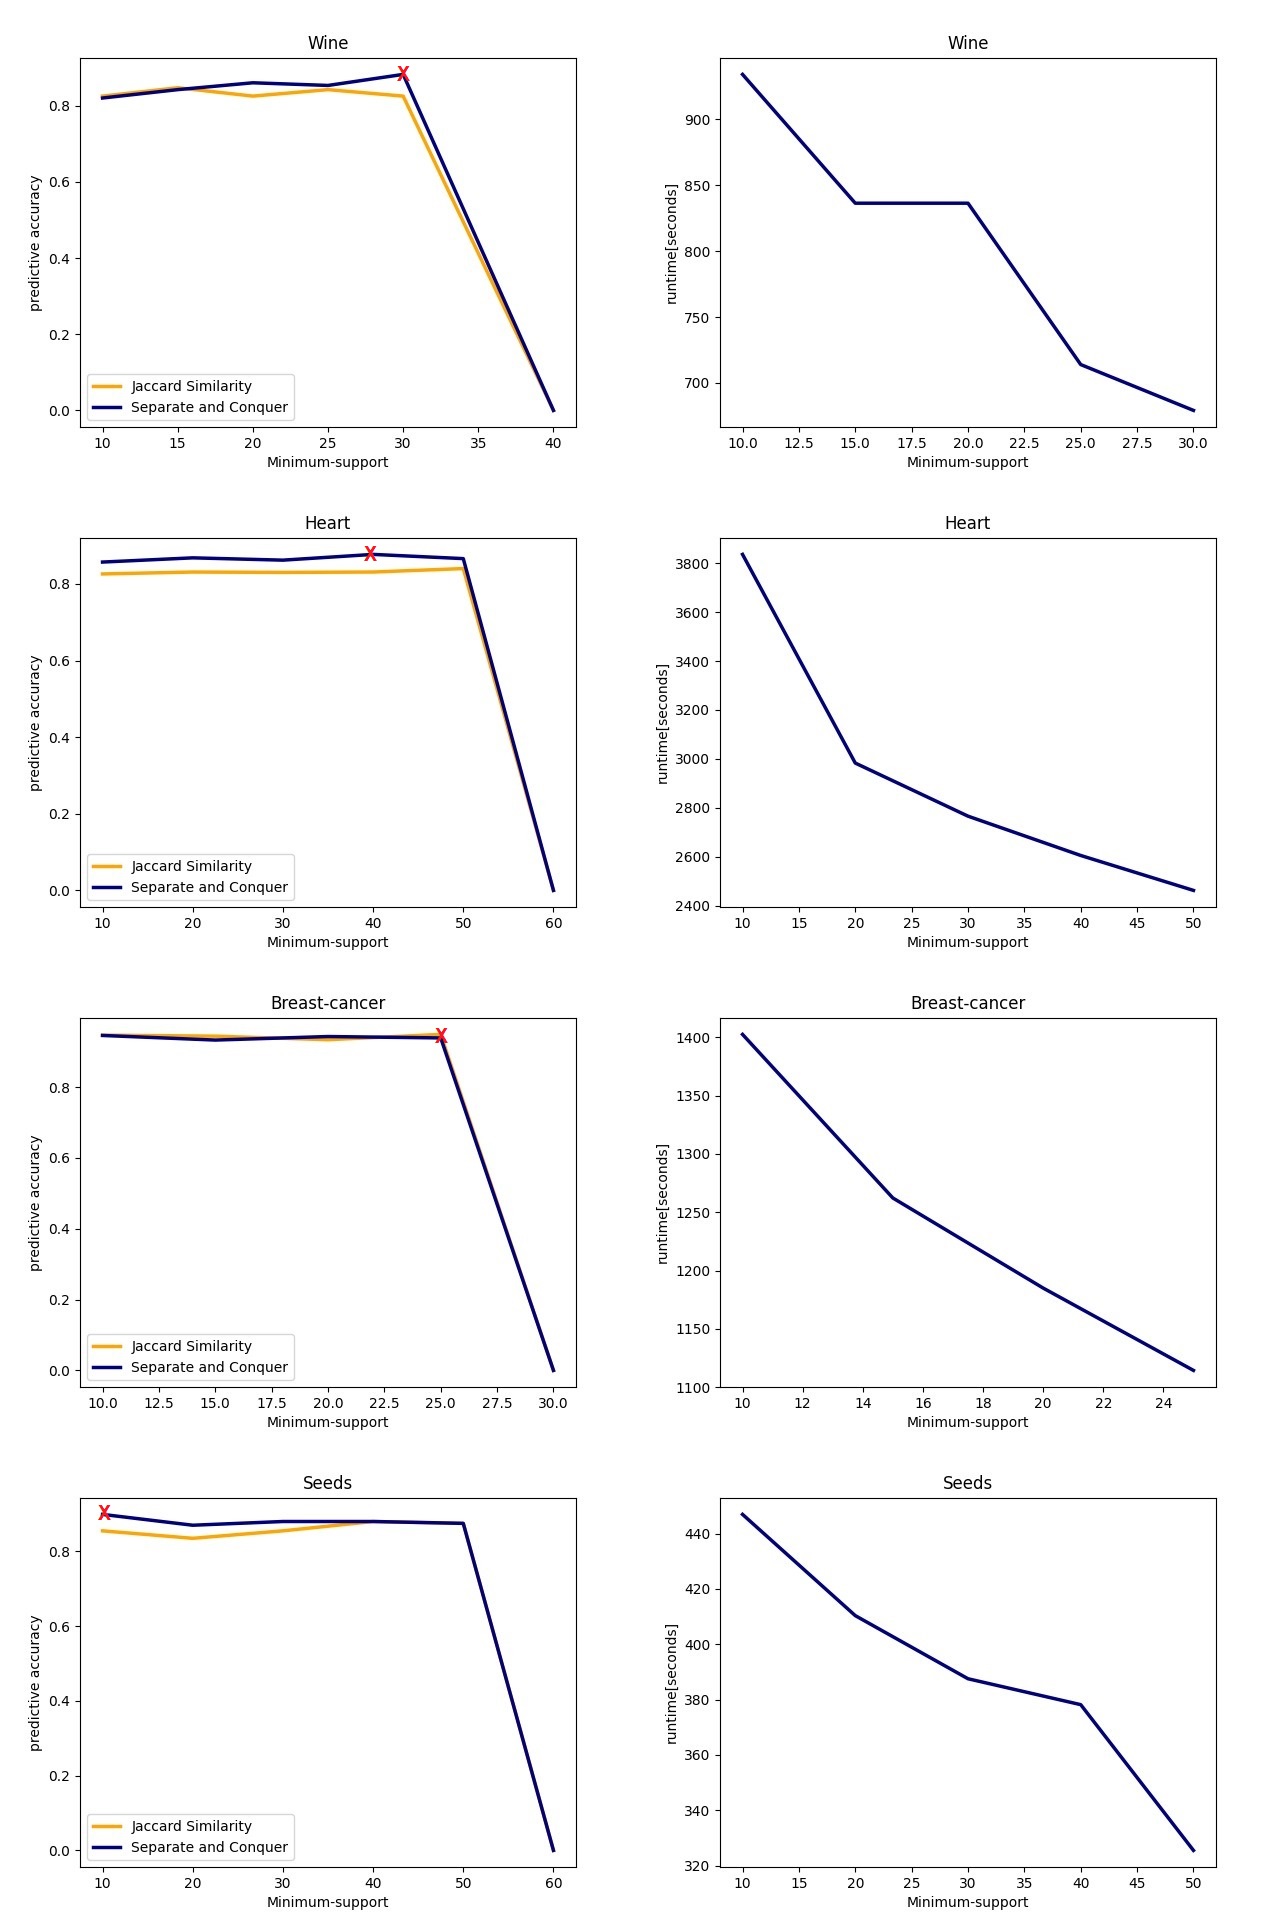 Wine
predictive accuracy
0.8
0.6
0.4
0.2
0.0
X
Jaccard Similarity
Separate and Conquer
10 15 20 25 30 35 40
Minimum-support
Wine
runtime[seconds]
900
850
800
750
700
10.0 12.5 15.0 17.5 20.0 22.5 25.0 27.5 30.0
Minimum-support
Heart
predictive accuracy
0.8
0.6
0.4
0.2
0.0
X
Jaccard Similarity
Separate and Conquer
10 20 30 40 50 60
Minimum-support
Heart
runtime[seconds]
3800
3600
3400
3200
3000
2800
2600
2400
10 15 20 25 30 35 40 45 50
Minimum-support
Breast-cancer
predictive accuracy
0.8
0.6
0.4
0.2
0.0
X
Jaccard Similarity
Separate and Conquer
10.0 12.5 15.0 17.5 20.0 22.5 25.0 27.5 30.0
Minimum-support
Breast-cancer
runtime[seconds]
1400
1350
1300
1250
1200
1150
1100
10 12 14 16 18 20 22 24
Minimum-support
Seeds
predictive accuracy
0.8
0.6
0.4
0.2
0.0
X
Jaccard Similarity
Separate and Conquer
10 20 30 40 50 60
Minimum-support
Seeds
runtime[seconds]
440
420
400
380
360
340
320
10 15 20 25 30 35 40 45 50
Minimum-support